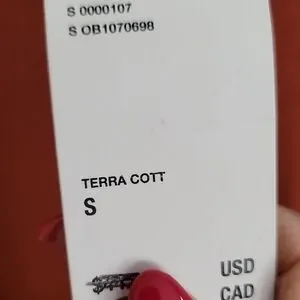 S 0000107
S OB1070698
TERRA COTT
S
USD
CAD